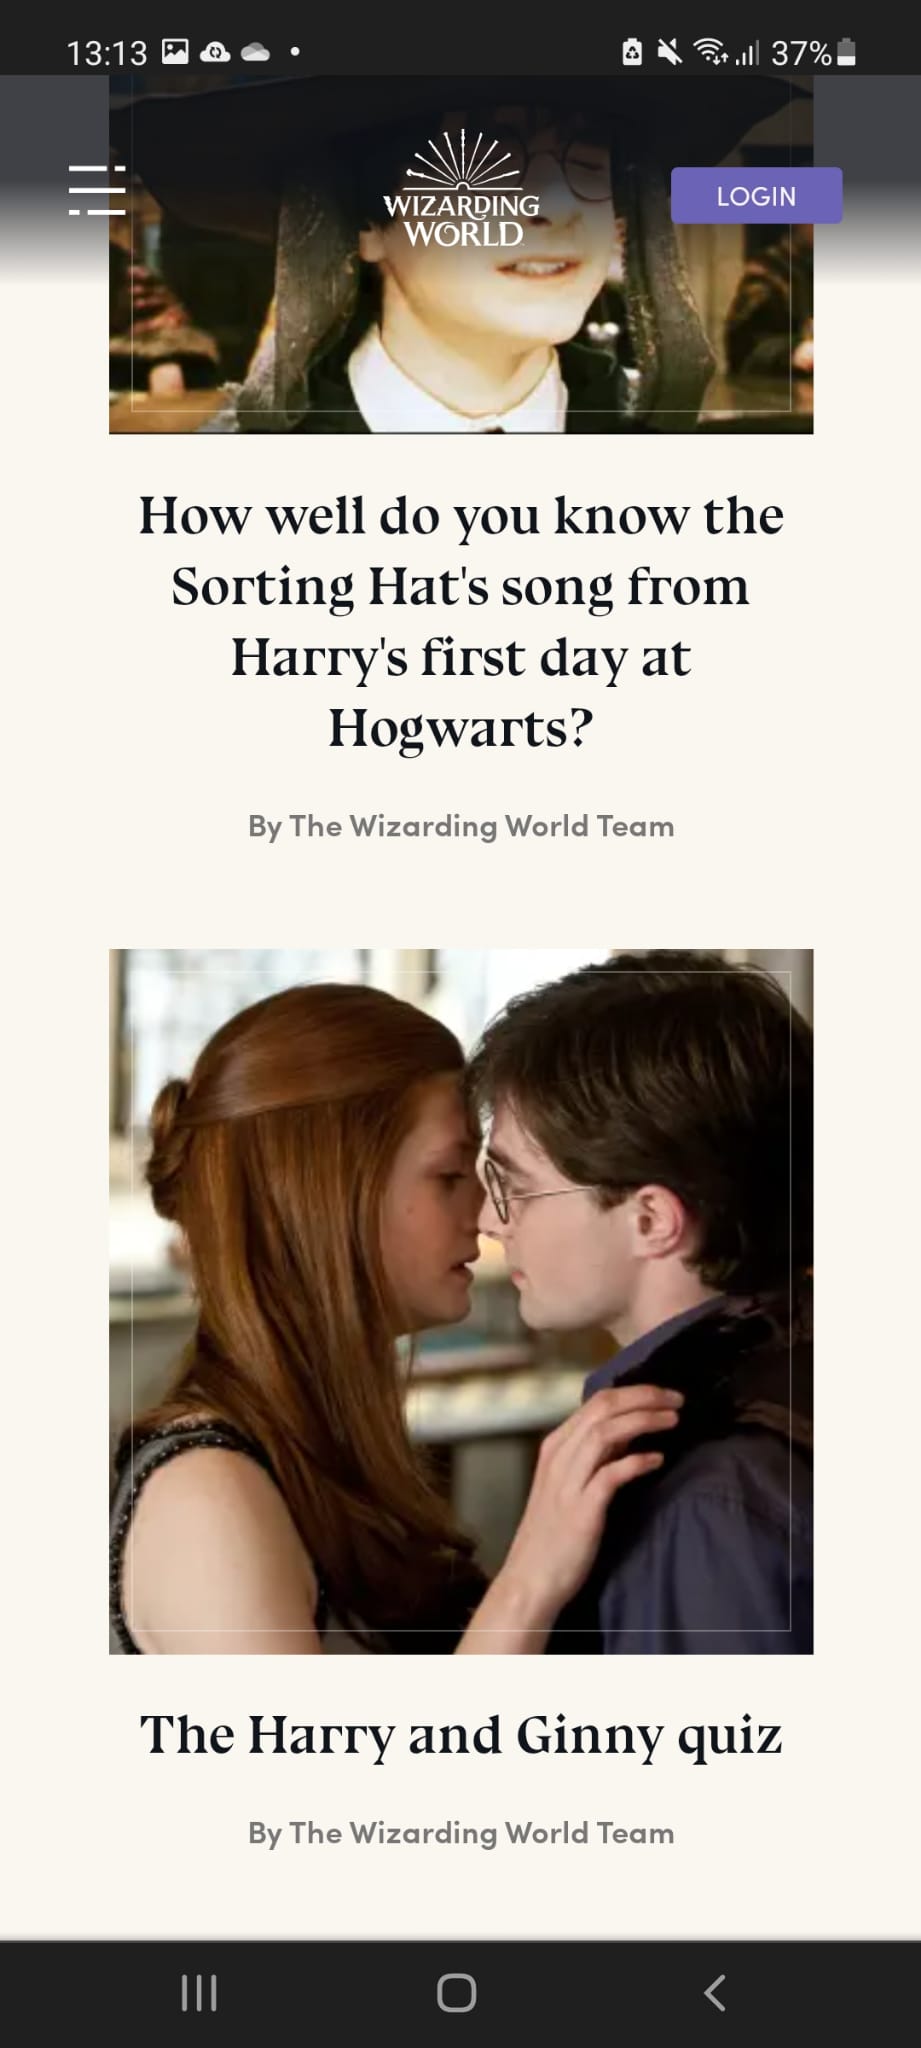 13:13
37%
WIZARDING
WORLD
LOGIN
How well do you know the
Sorting Hat's song from
Harry's first day at
Hogwarts?
By The Wizarding World Team
The Harry and Ginny quiz
By The Wizarding World Team